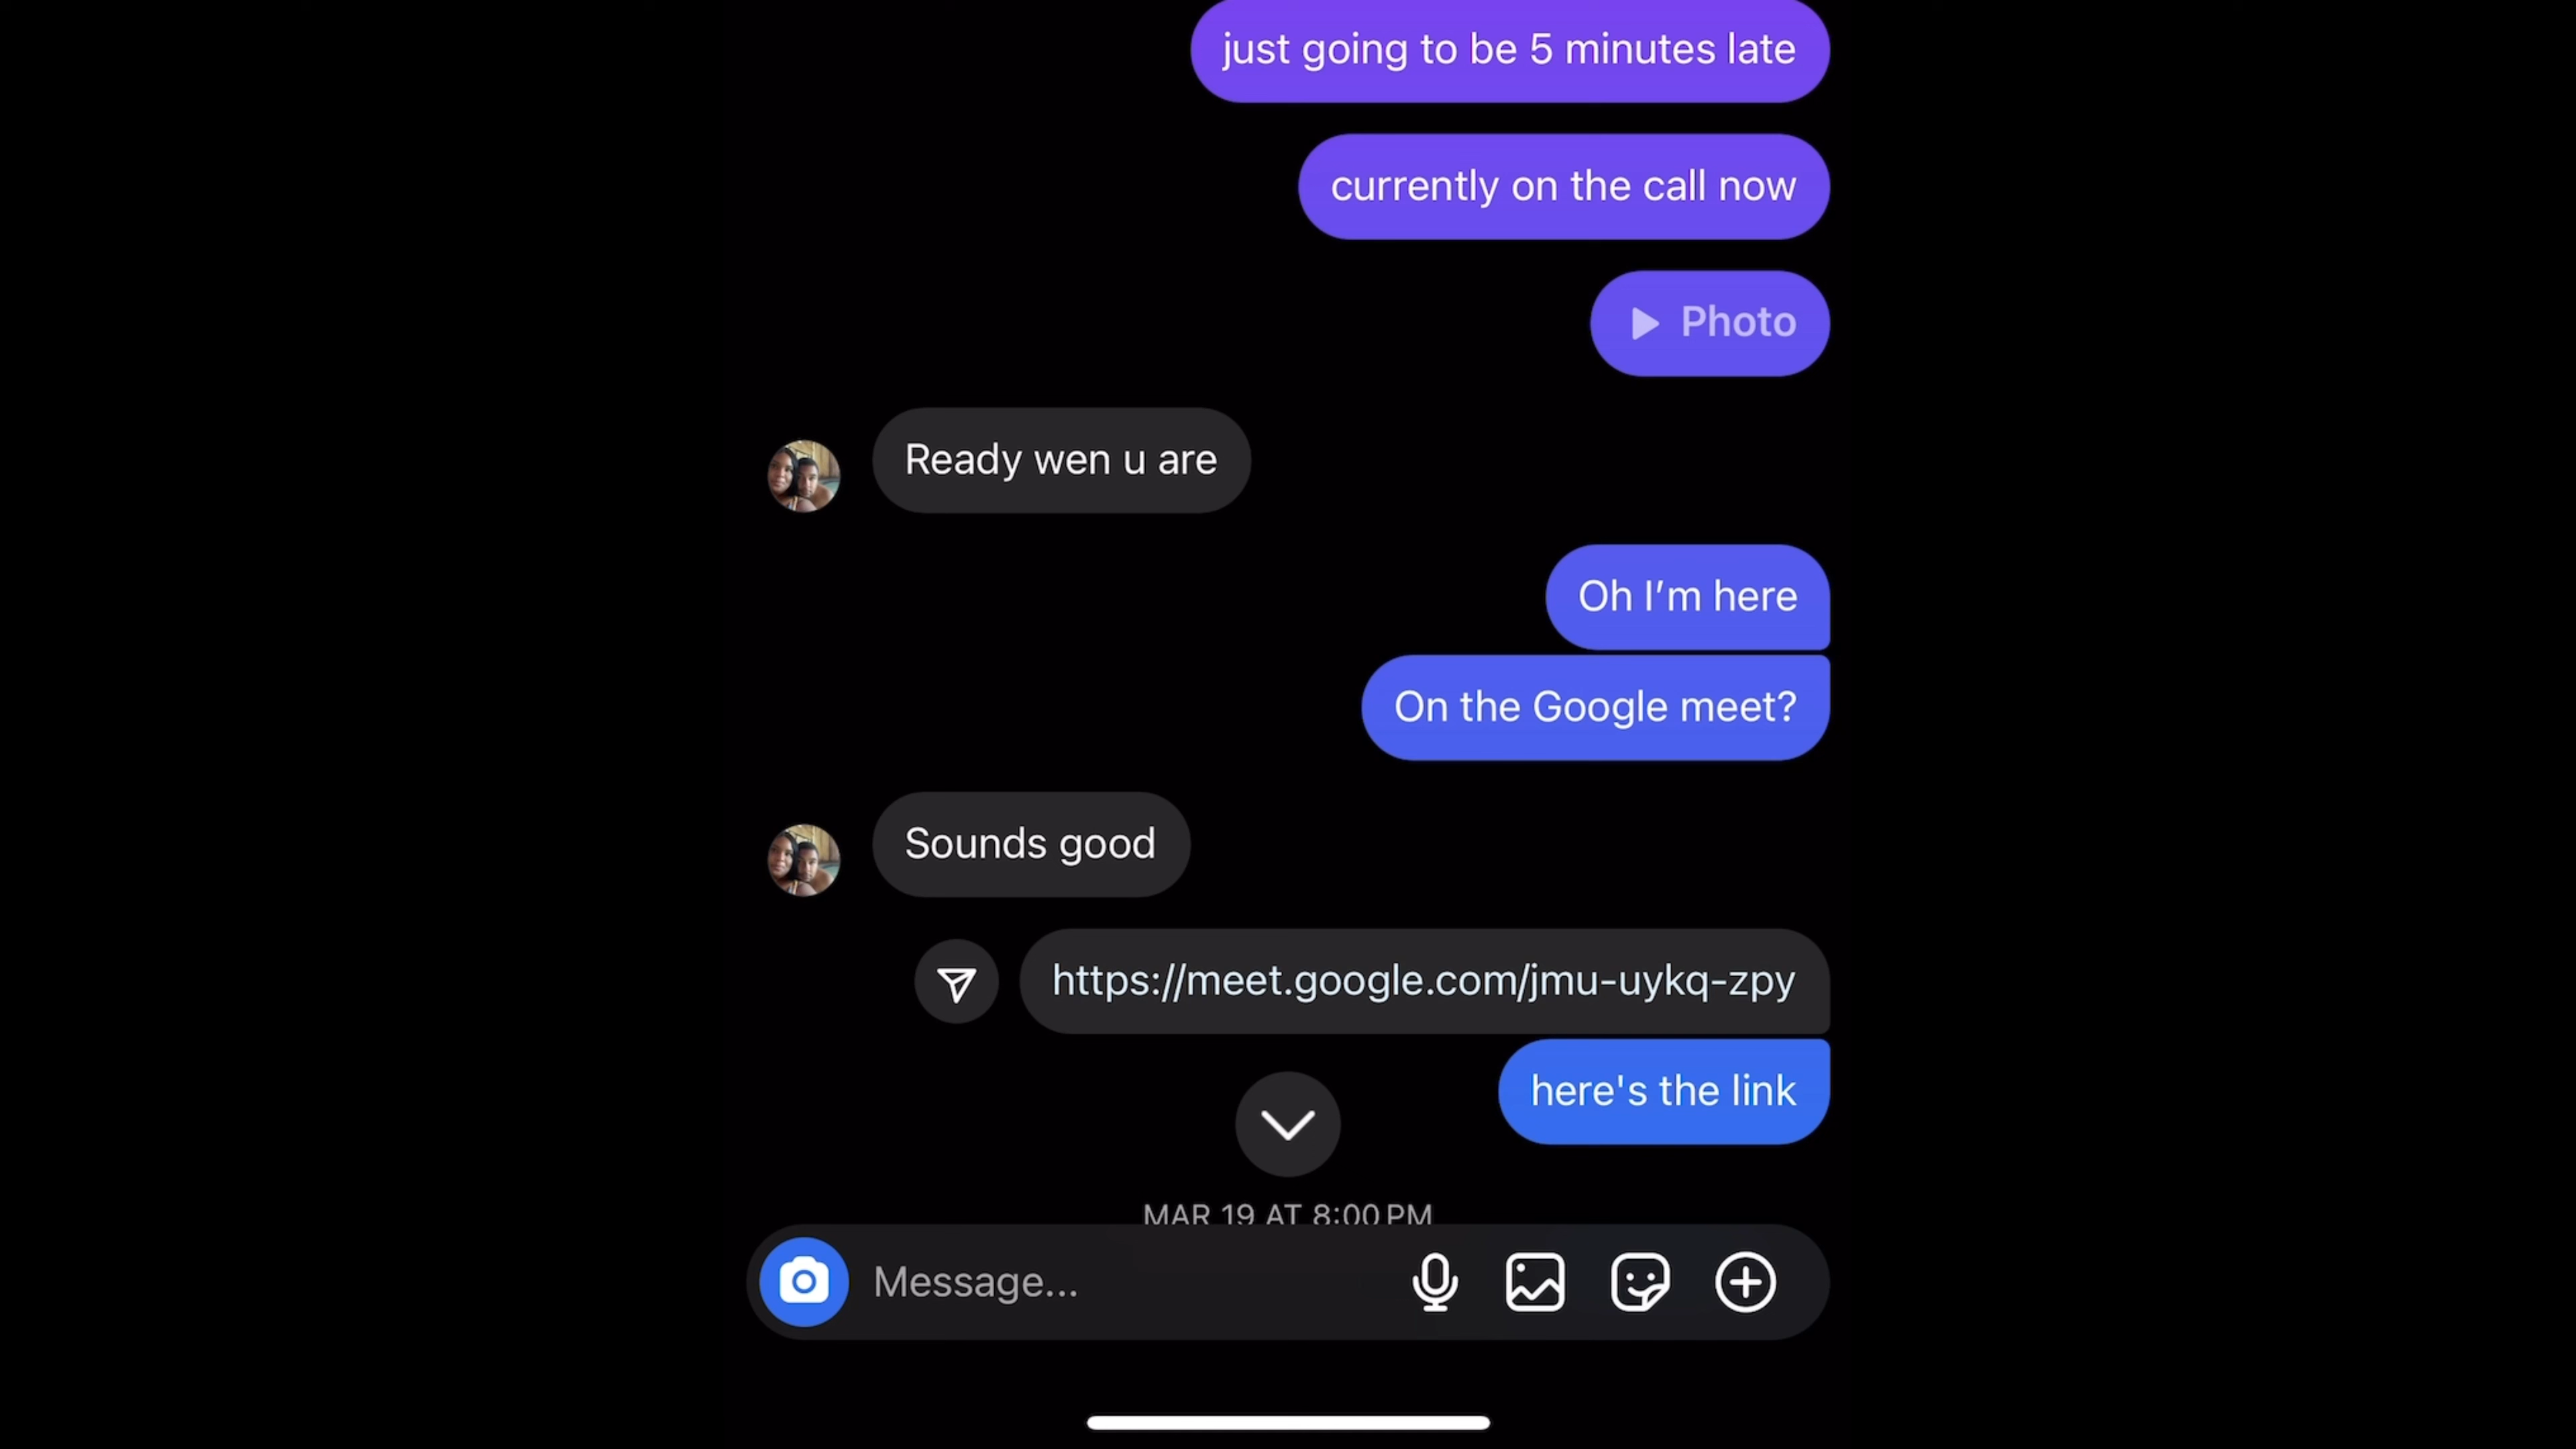 just going to be 5 minutes late
currently on the call now
Photo
Ready wen u are
Oh I’m here
On the Google meet?
Sounds good
https://meet.google.com/jmu-uykq-zpy
here's the link
MAR 19 AT 8:00 PM
Message...